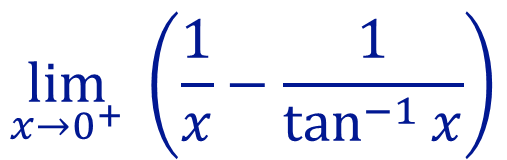 lim x→0⁺ (1/x − 1/tan⁻¹ x)